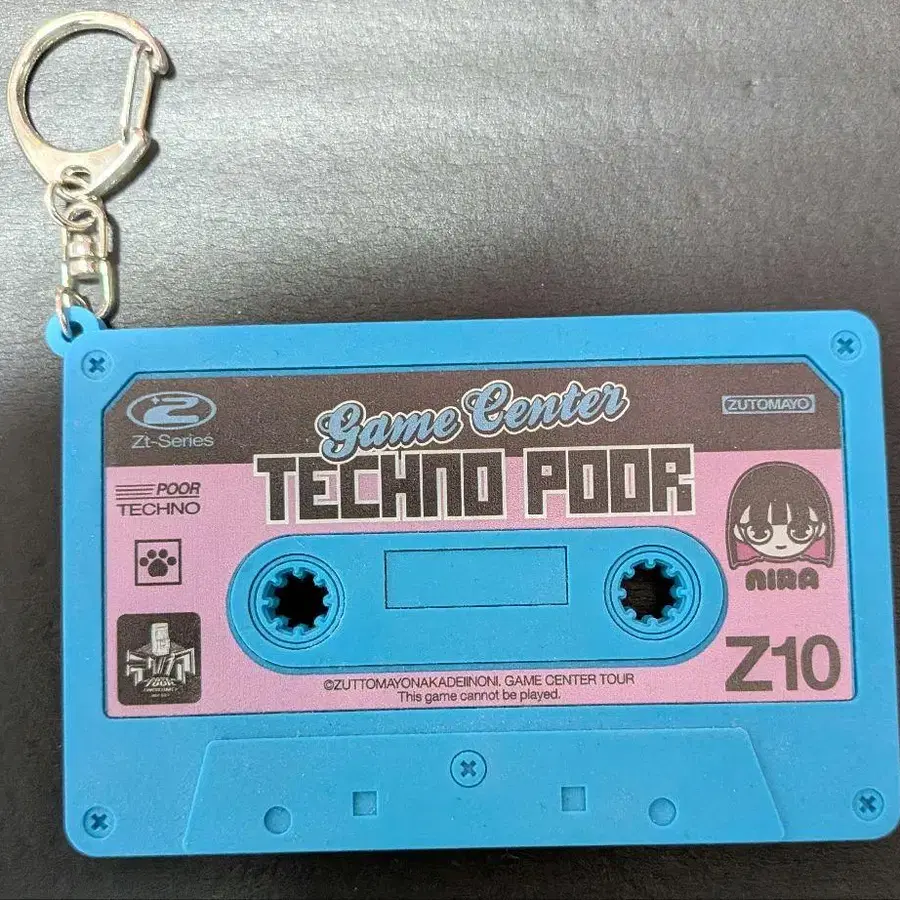 Zt-Series
Game Center
ZUTOMAYO
TECHNO POOR
POOR
TECHNO
NIRA
Z10
©ZUTTOMAYONAKADEIINONI. GAME CENTER TOUR
This game cannot be played.